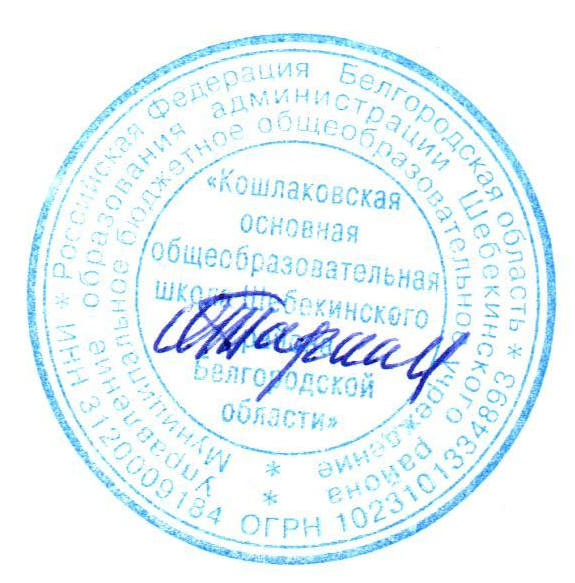 * Российская Федерация Белгородская область * ИНН 3120009184 ОГРН 1023101334893
Управление образования администрации Шебекинского района *
Муниципальное бюджетное общеобразовательное учреждение *
«Кошлаковская
основная
общеобразовательная
школа Шебекинского
района
Белгородской
области»